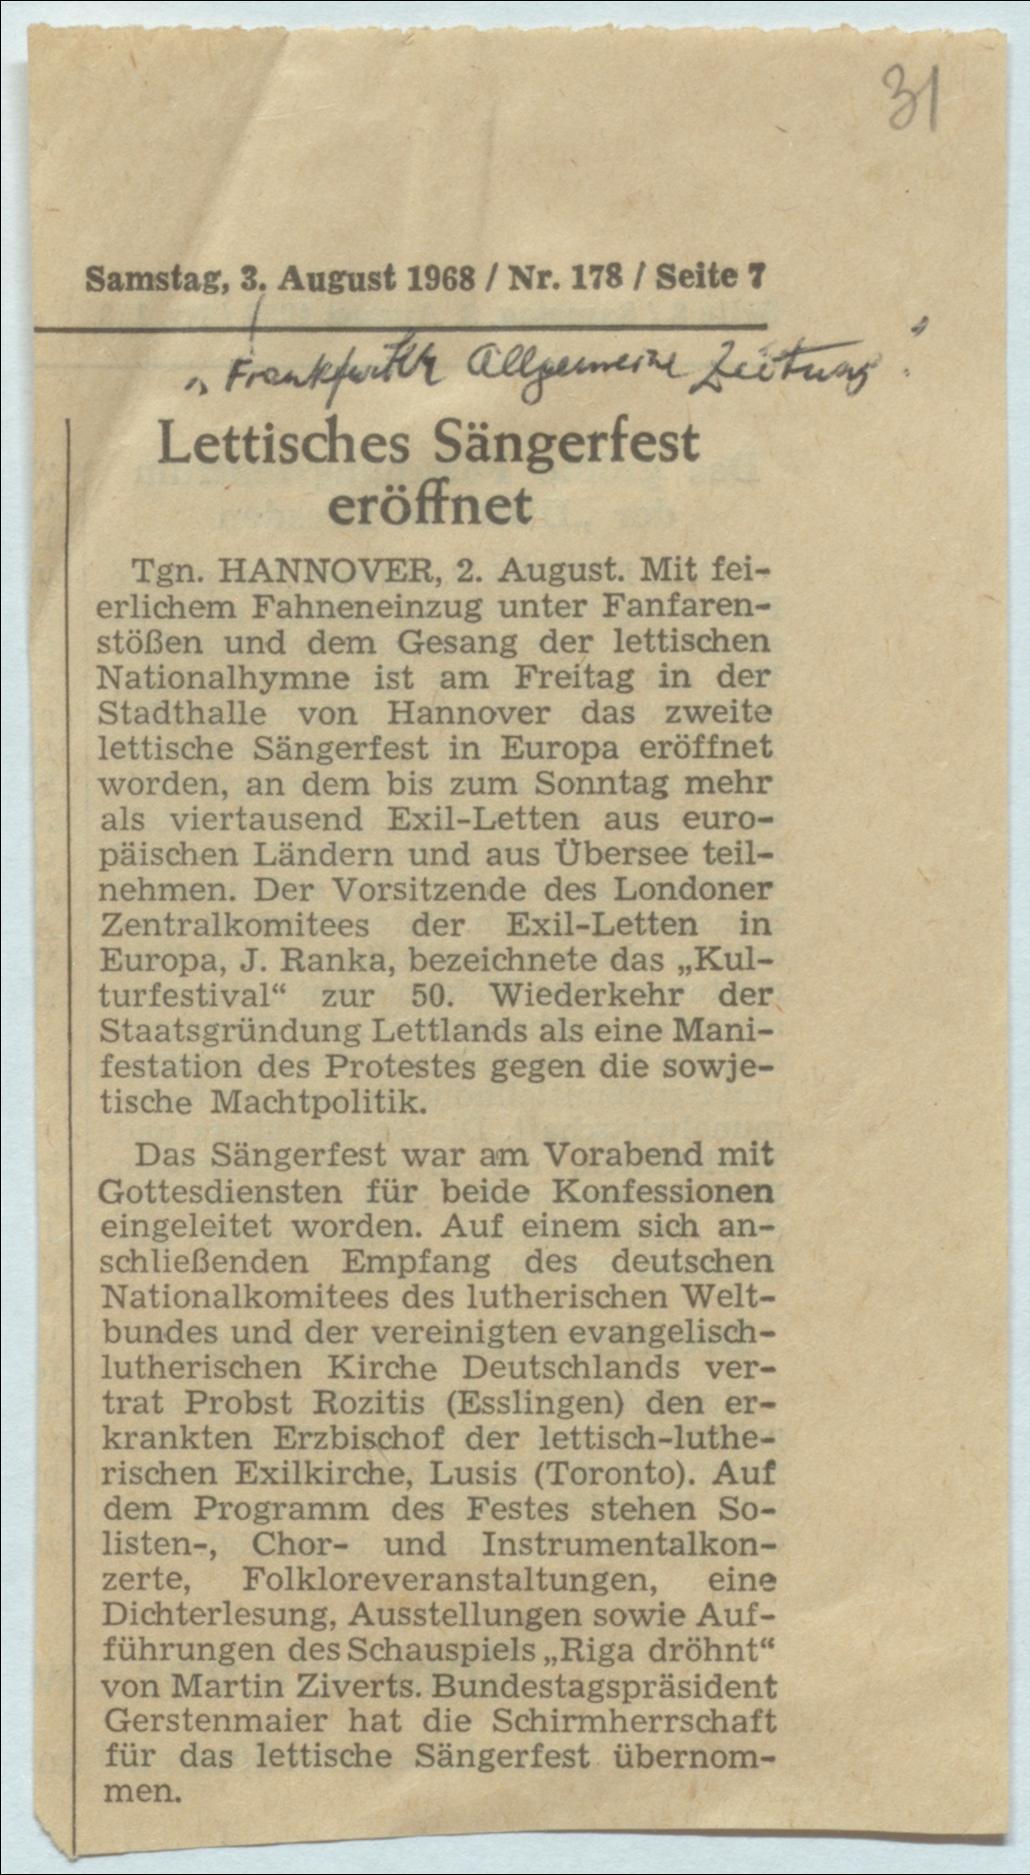 31
Samstag, 3. August 1968 / Nr. 178 / Seite 7
„Frankfurter Allgemeine Zeitung"
Lettisches Sängerfest
eröffnet
Tgn. HANNOVER, 2. August. Mit fei-
erlichem Fahneneinzug unter Fanfaren-
stößen und dem Gesang der lettischen
Nationalhymne ist am Freitag in der
Stadthalle von Hannover das zweite
lettische Sängerfest in Europa eröffnet
worden, an dem bis zum Sonntag mehr
als viertausend Exil-Letten aus euro-
päischen Ländern und aus Übersee teil-
nehmen. Der Vorsitzende des Londoner
Zentralkomitees der Exil-Letten in
Europa, J. Ranka, bezeichnete das „Kul-
turfestival“ zur 50. Wiederkehr der
Staatsgründung Lettlands als eine Mani-
festation des Protestes gegen die sowje-
tische Machtpolitik.
Das Sängerfest war am Vorabend mit
Gottesdiensten für beide Konfessionen
eingeleitet worden. Auf einem sich an-
schließenden Empfang des deutschen
Nationalkomitees des lutherischen Welt-
bundes und der vereinigten evangelisch-
lutherischen Kirche Deutschlands ver-
trat Probst Rozitis (Esslingen) den er-
krankten Erzbischof der lettisch-luthe-
rischen Exilkirche, Lusis (Toronto). Auf
dem Programm des Festes stehen So-
listen-, Chor- und Instrumentalkon-
zerte, Folkloreveranstaltungen, eine
Dichterlesung, Ausstellungen sowie Auf-
führungen des Schauspiels „Riga dröhnt“
von Martin Ziverts. Bundestagspräsident
Gerstenmaier hat die Schirmherrschaft
für das lettische Sängerfest übernom-
men.